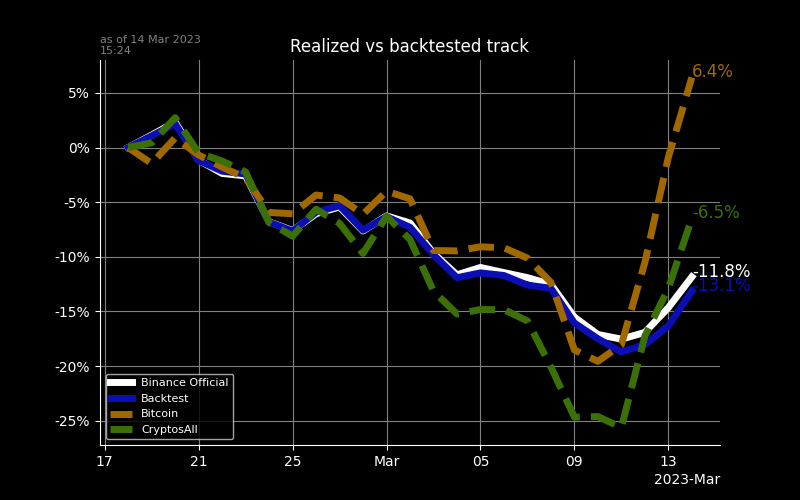 as of 14 Mar 2023
15:24
Realized vs backtested track
5%
0%
-5%
-10%
-15%
-20%
-25%
6.4%
-6.5%
-11.8%
-13.1%
Binance Official
Backtest
Bitcoin
CryptosAll
17 21 25 Mar 05 09 13
2023-Mar